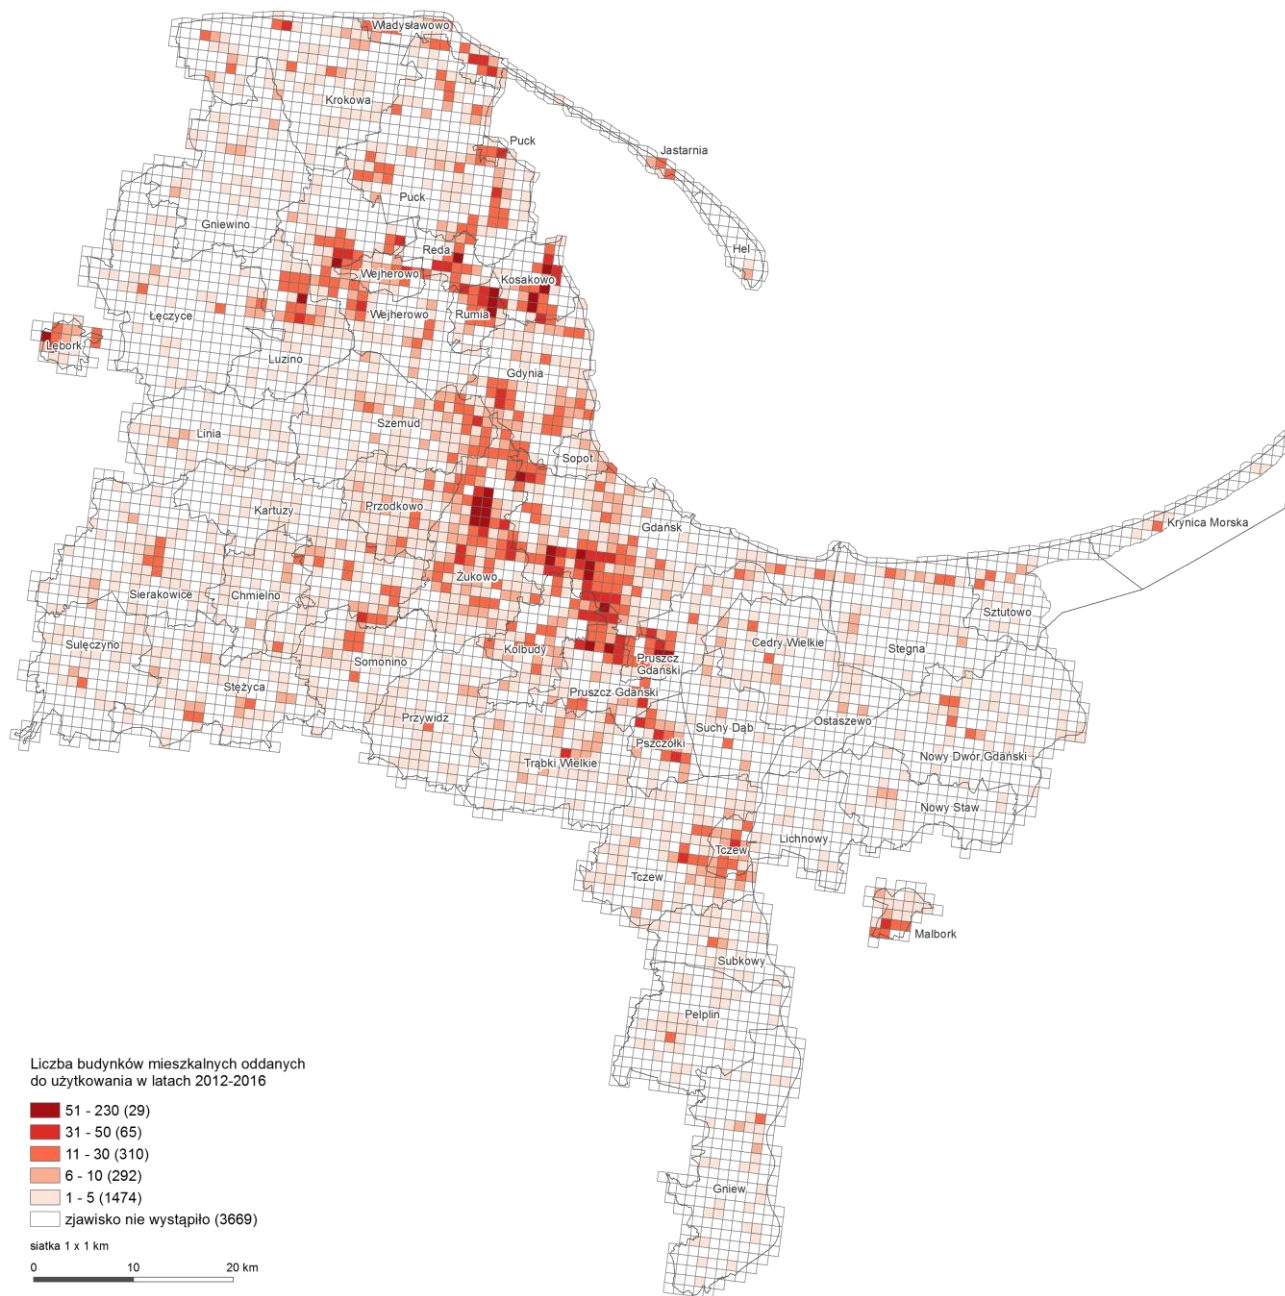 Władysławowo
Krokowa
Puck
Jastarnia
Puck
Gniewino
Hel
Reda
Wejherowo
Kosakowo
Łęczyce
Wejherowo
Rumia
Lębork
Luzino
Gdynia
Szemud
Linia
Sopot
Przodkowo
Kartuzy
Gdańsk
Krynica Morska
Żukowo
Sierakowice
Chmielno
Sztutowo
Sulęczyno
Cedry Wielkie
Stegna
Kolbudy
Somonino
Pruszcz
Gdański
Stężyca
Pruszcz Gdański
Przywidz
Ostaszewo
Suchy Dąb
Pszczółki
Nowy Dwór Gdański
Trąbki Wielkie
Nowy Staw
Lichnowy
Tczew
Tczew
Malbork
Subkowy
Pelplin
Gniew
Liczba budynków mieszkalnych oddanych
do użytkowania w latach 2012-2016
51 - 230 (29)
31 - 50 (65)
11 - 30 (310)
6 - 10 (292)
1 - 5 (1474)
zjawisko nie wystąpiło (3669)
siatka 1 x 1 km
0 10 20 km